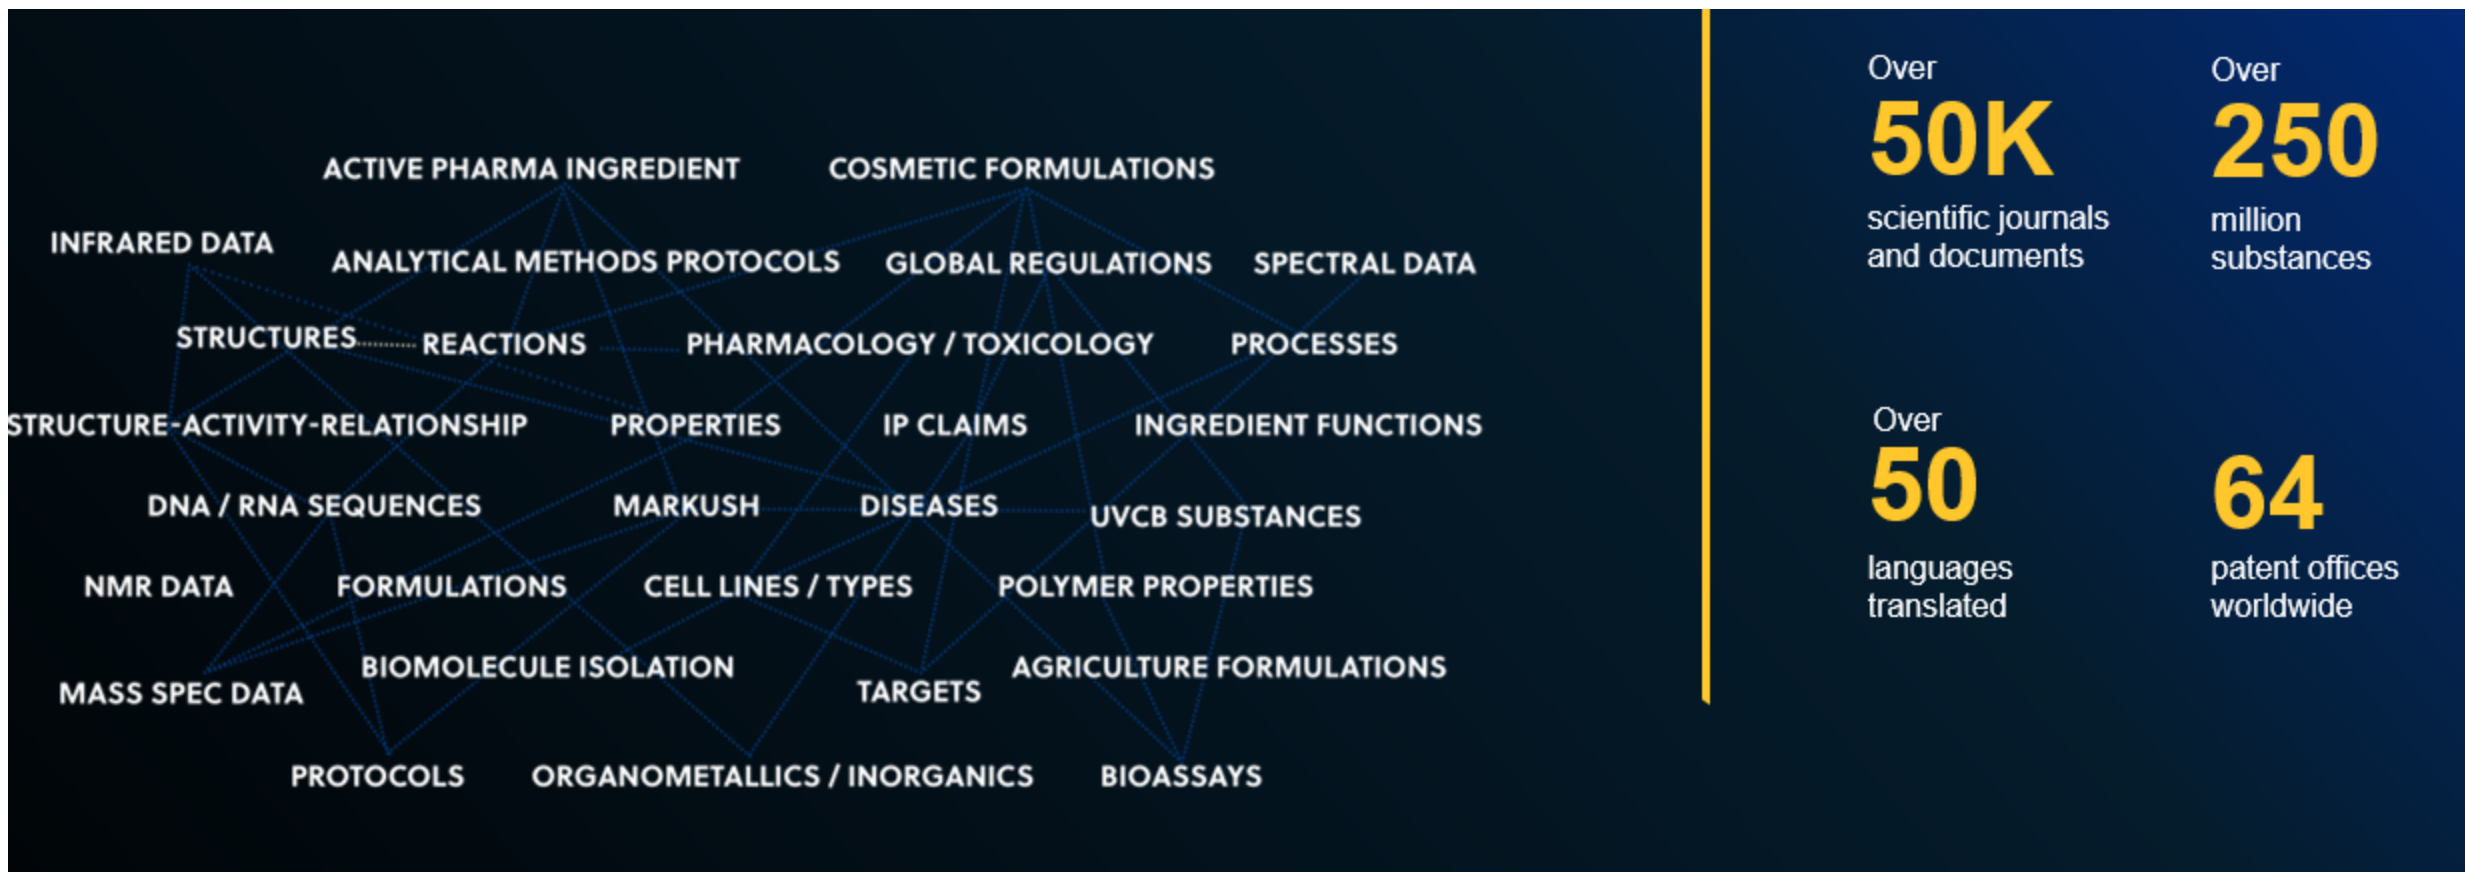 ACTIVE PHARMA INGREDIENT
COSMETIC FORMULATIONS
INFRARED DATA
ANALYTICAL METHODS PROTOCOLS
GLOBAL REGULATIONS
SPECTRAL DATA
STRUCTURES
REACTIONS
PHARMACOLOGY / TOXICOLOGY
PROCESSES
STRUCTURE-ACTIVITY-RELATIONSHIP
PROPERTIES
IP CLAIMS
INGREDIENT FUNCTIONS
DNA / RNA SEQUENCES
MARKUSH
DISEASES
UVCB SUBSTANCES
NMR DATA
FORMULATIONS
CELL LINES / TYPES
POLYMER PROPERTIES
MASS SPEC DATA
BIOMOLECULE ISOLATION
TARGETS
AGRICULTURE FORMULATIONS
PROTOCOLS
ORGANOMETALLICS / INORGANICS
BIOASSAYS
Over
50K
scientific journals
and documents
Over
250
million
substances
Over
50
languages
translated
64
patent offices
worldwide